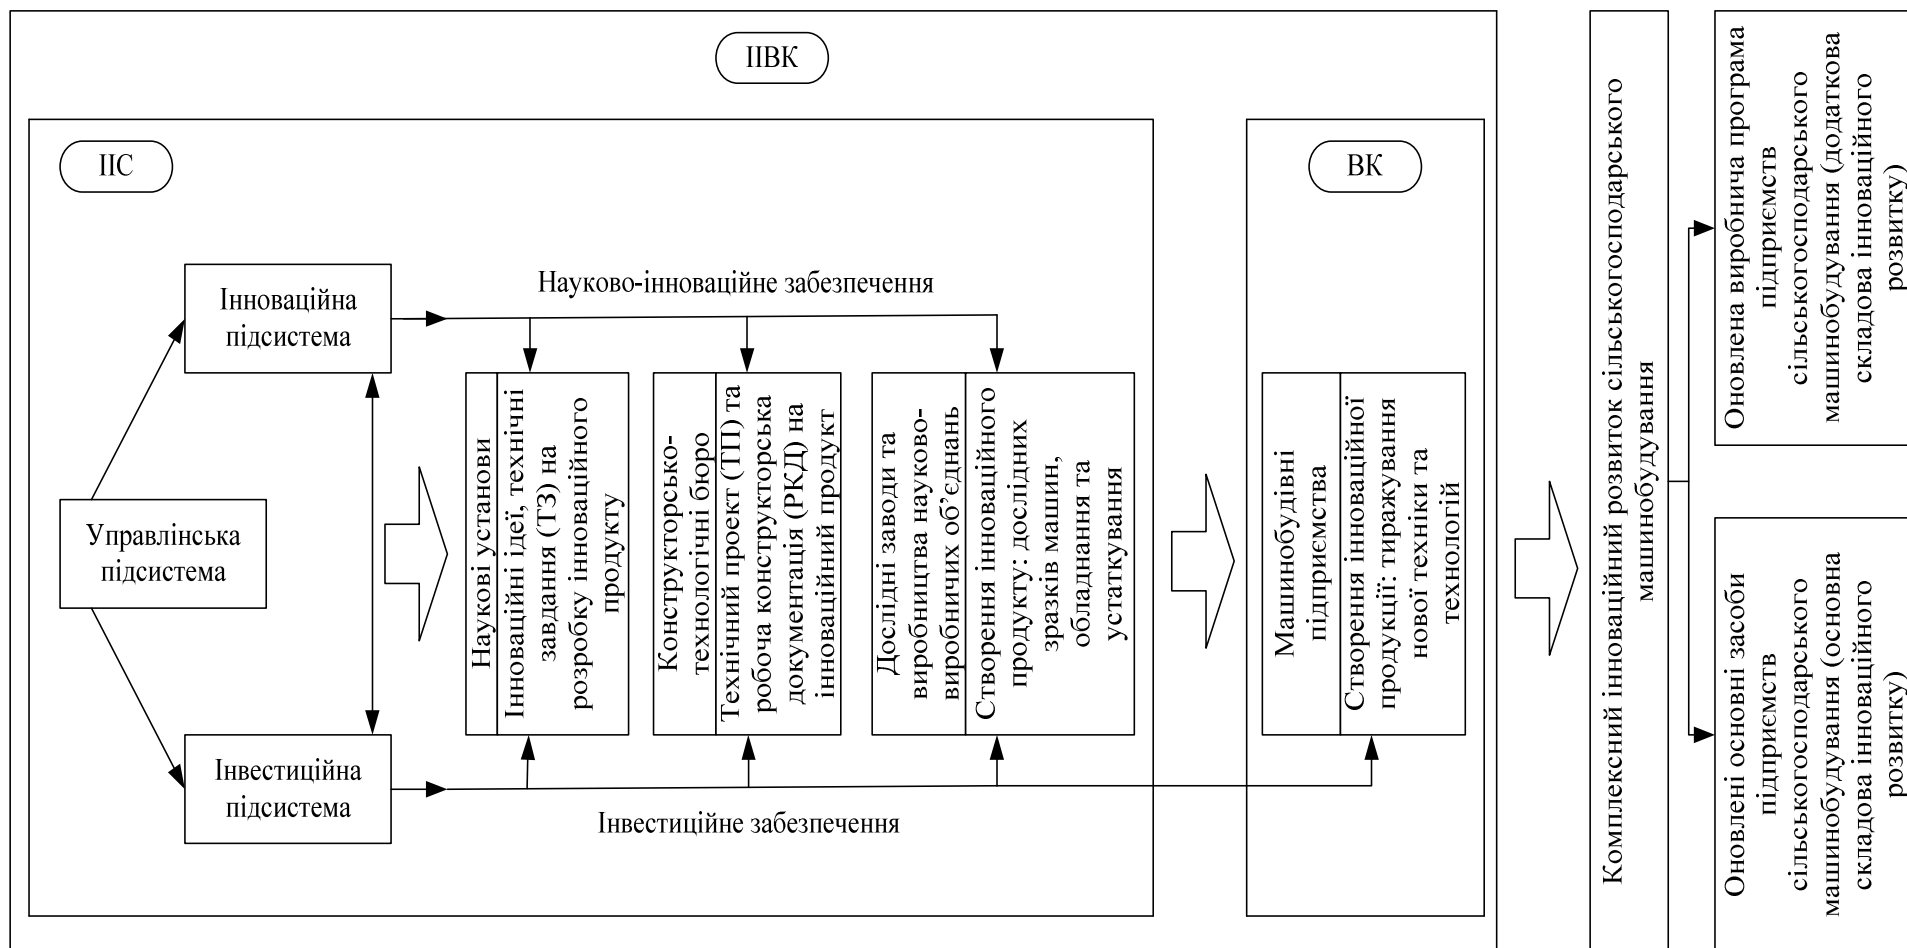 ІІВК
ІІС
ВК
Інноваційна
підсистема
Науково-інноваційне забезпечення
Управлінська
підсистема
Інвестиційна
підсистема
Інвестиційне забезпечення
Наукові установи
Інноваційні ідеї, технічні
завдання (ТЗ) на
розробку інноваційного
продукту
Конструкторсько-
технологічні бюро
Технічний проект (ТП) та
робоча конструкторська
документація (РКД) на
інноваційний продукт
Дослідні заводи та
виробництва науково-
виробничих об’єднань
Створення інноваційного
продукту: дослідних
зразків машин,
обладнання та
устаткування
Машинобудівні
підприємства
Створення інноваційної
продукції: тиражування
нової техніки та
технологій
Комплексний інноваційний розвиток сільськогосподарського
машинобудування
Оновлена виробнича програма
підприємств
сільськогосподарського
машинобудування (додаткова
складова інноваційного
розвитку)
Оновлені основні засоби
підприємств
сільськогосподарського
машинобудування (основна
складова інноваційного
розвитку)